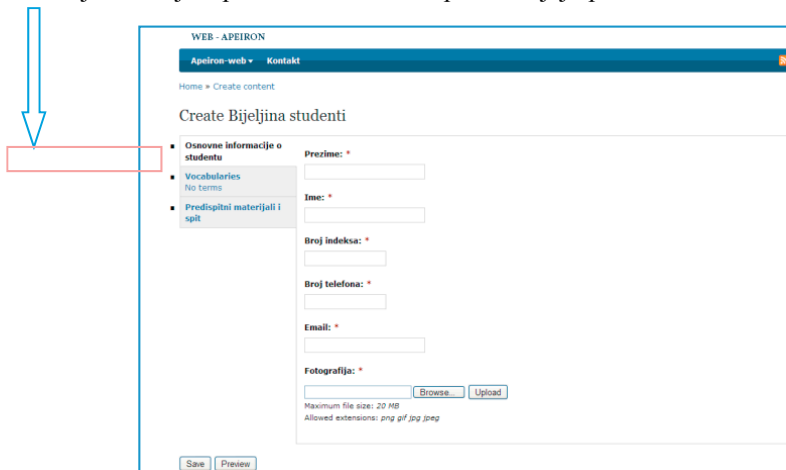 WEB - APEIRON
Apeiron-web Kontakt
Home » Create content
Create Bijeljina studenti
Osnovne informacije o
studentu
Vocabularies
No terms
Predispitni materijali i
spit
Prezime: *
Ime: *
Broj indeksa: *
Broj telefona: *
Email: *
Fotografija: *
Browse... Upload
Maximum file size: 20 MB
Allowed extensions: png gif jpg jpeg
Save Preview